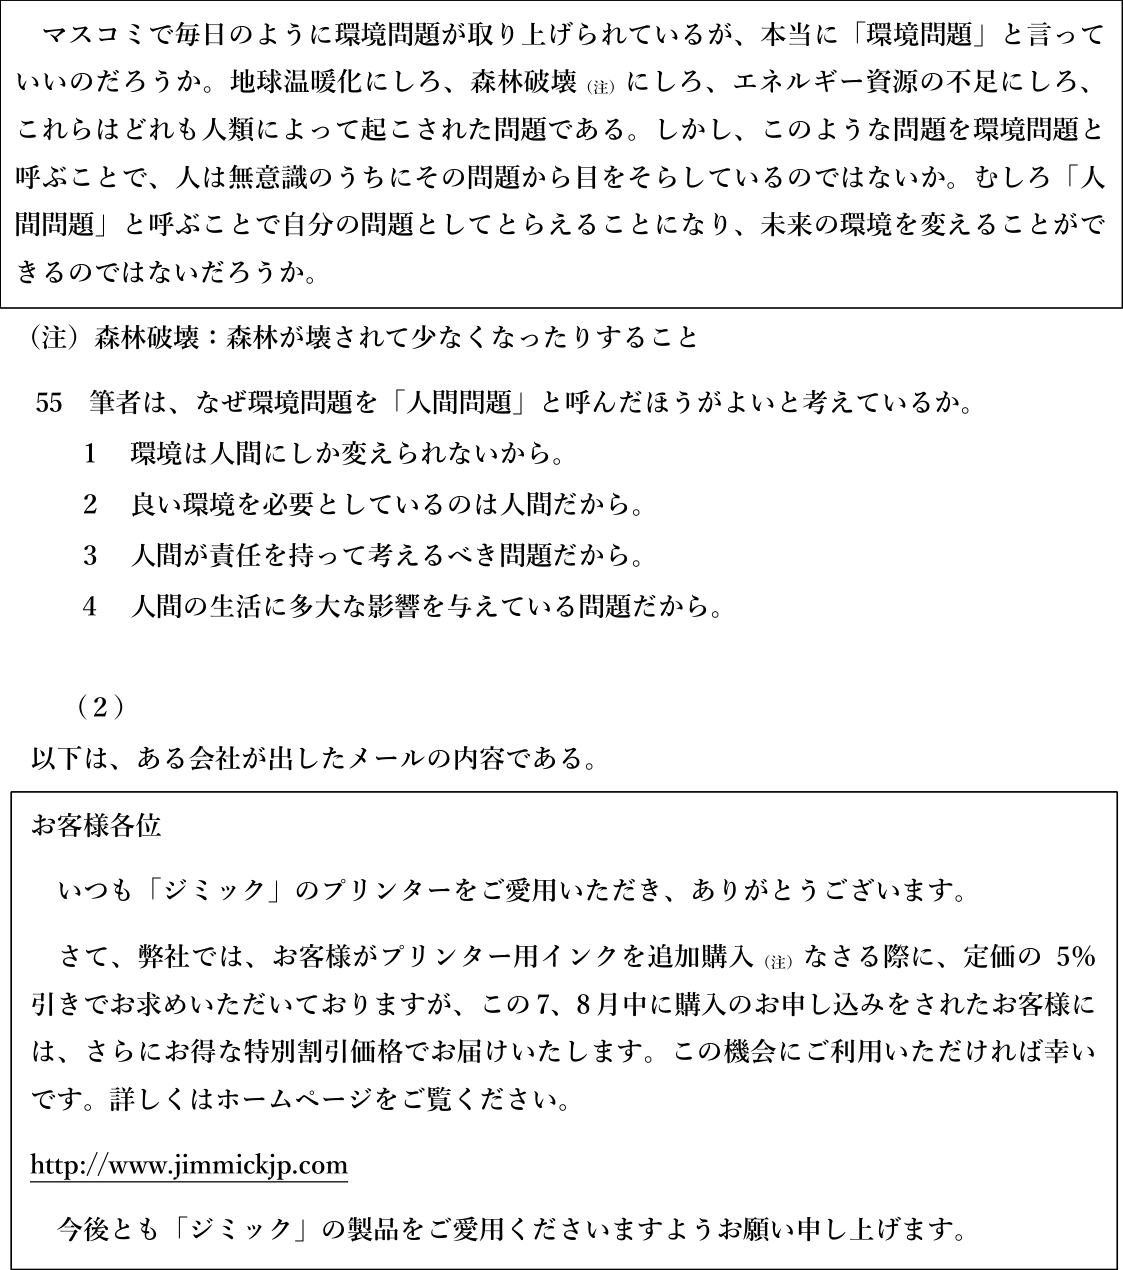 マスコミで毎日のように環境問題が取り上げられているが、本当に「環境問題」と言って
いいのだろうか。地球温暖化にしろ、森林破壊（注）にしろ、エネルギー資源の不足にしろ、
これらはどれも人類によって起こされた問題である。しかし、このような問題を環境問題と
呼ぶことで、人は無意識のうちにその問題から目をそらしているのではないか。むしろ「人
間問題」と呼ぶことで自分の問題としてとらえることになり、未来の環境を変えることがで
きるのではないだろうか。
（注）森林破壊：森林が壊されて少なくなったりすること
55　筆者は、なぜ環境問題を「人間問題」と呼んだほうがよいと考えているか。
1　環境は人間にしか変えられないから。
2　良い環境を必要としているのは人間だから。
3　人間が責任を持って考えるべき問題だから。
4　人間の生活に多大な影響を与えている問題だから。
（2）
以下は、ある会社が出したメールの内容である。
お客様各位
いつも「ジミック」のプリンターをご愛用いただき、ありがとうございます。
さて、弊社では、お客様がプリンター用インクを追加購入（注）なさる際に、定価の 5%
引きでお求めいただいておりますが、この 7、8 月中に購入のお申し込みをされたお客様に
は、さらにお得な特別割引価格でお届けいたします。この機会にご利用いただければ幸い
です。詳しくはホームページをご覧ください。
http://www.jimmickjp.com
今後とも「ジミック」の製品をご愛用くださいますようお願い申し上げます。